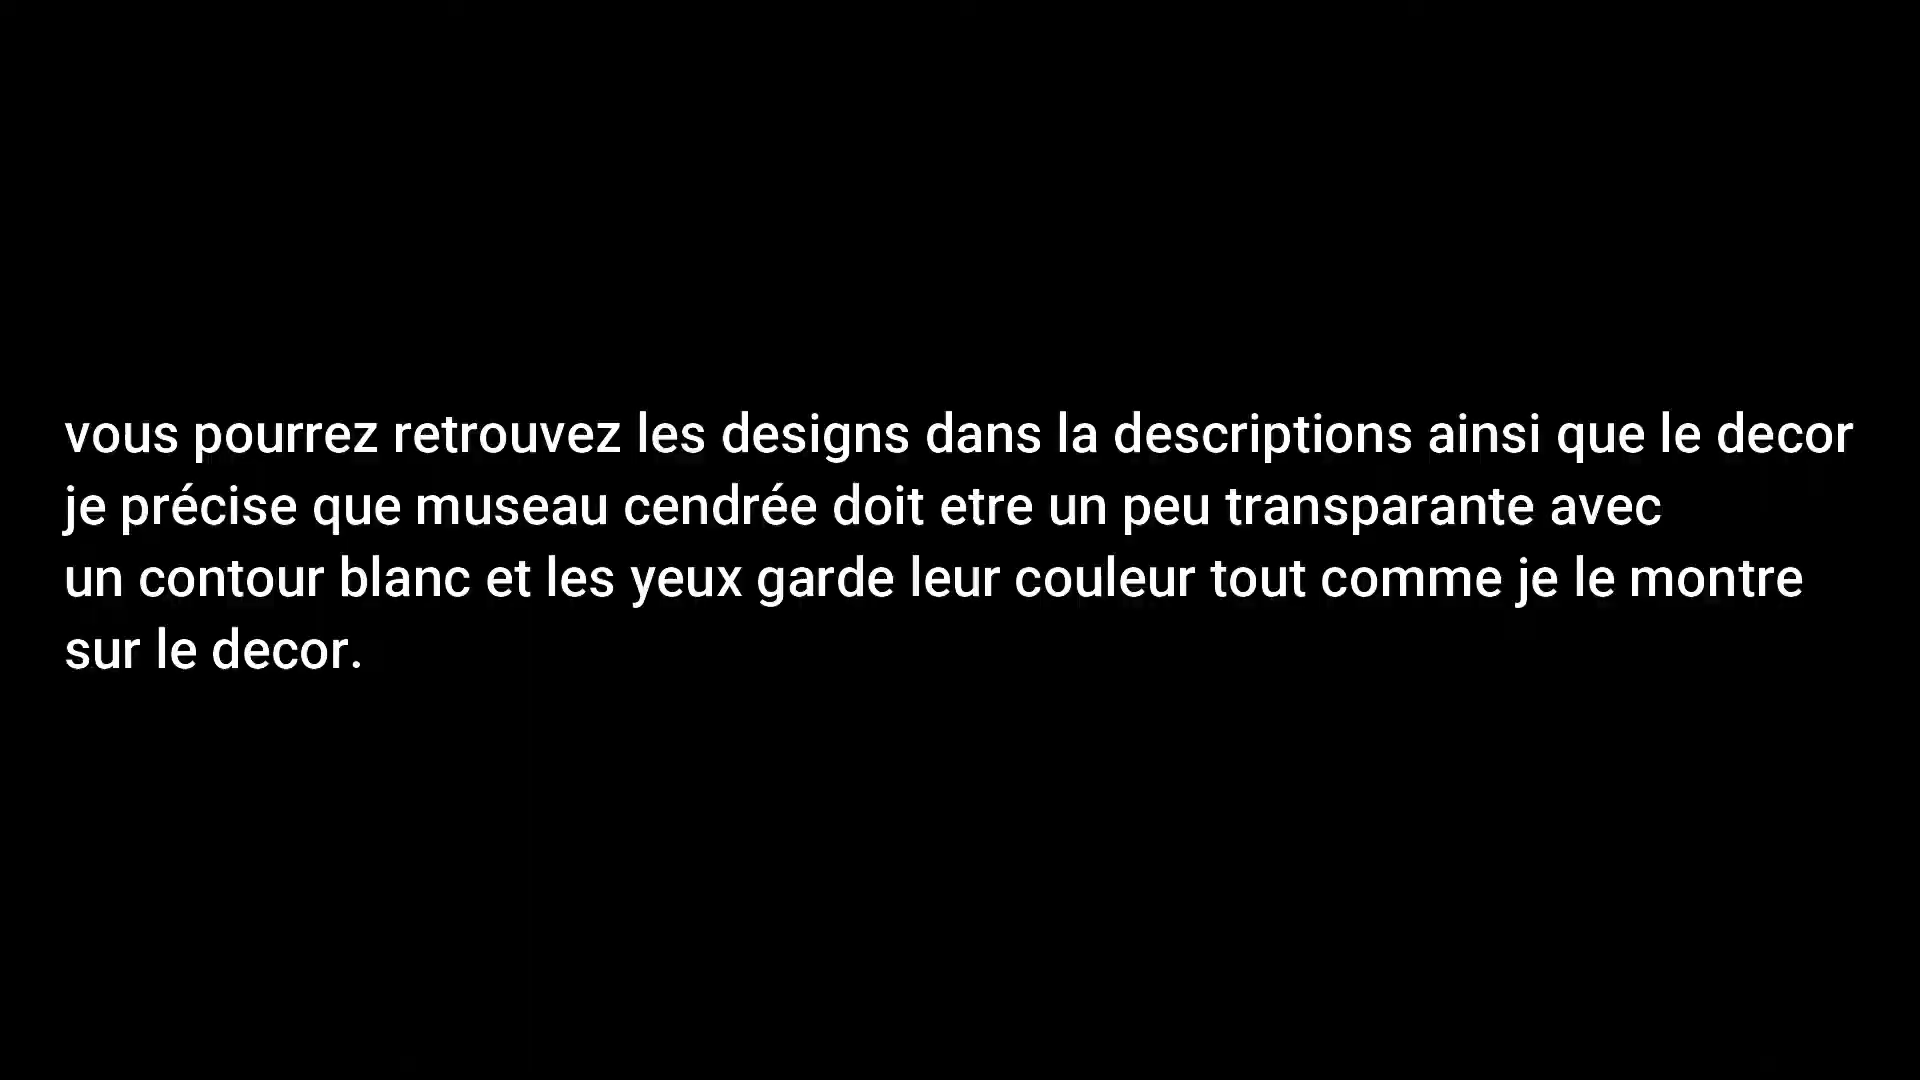 vous pourrez retrouvez les designs dans la descriptions ainsi que le decor
je précise que museau cendrée doit etre un peu transparante avec
un contour blanc et les yeux garde leur couleur tout comme je le montre
sur le decor.